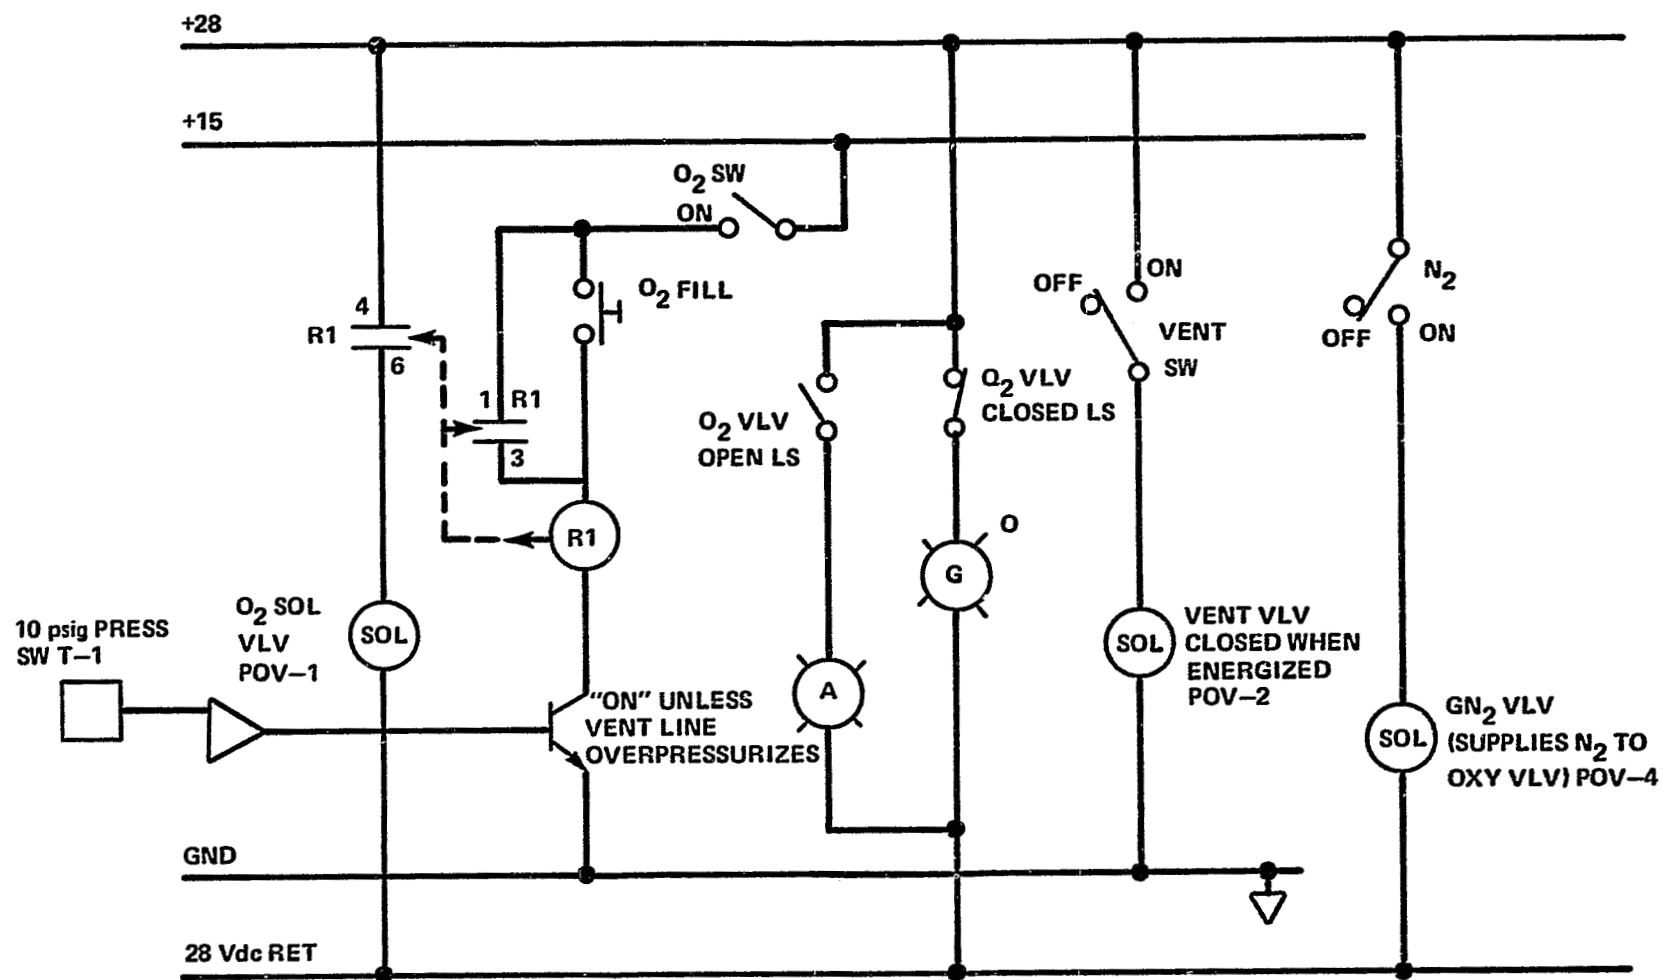 +28
+15
O2 SW
ON
O2 FILL
4
R1
6
1 R1
3
R1
O2 VLV
OPEN LS
O2 VLV
CLOSED LS
O
G
A
OFF
ON
VENT
SW
N2
OFF
ON
10 psig PRESS
SW T-1
O2 SOL
VLV
POV-1
SOL
"ON" UNLESS
VENT LINE
OVERPRESSURIZES
SOL
VENT VLV
CLOSED WHEN
ENERGIZED
POV-2
SOL
GN2 VLV
(SUPPLIES N2 TO
OXY VLV) POV-4
GND
28 Vdc RET